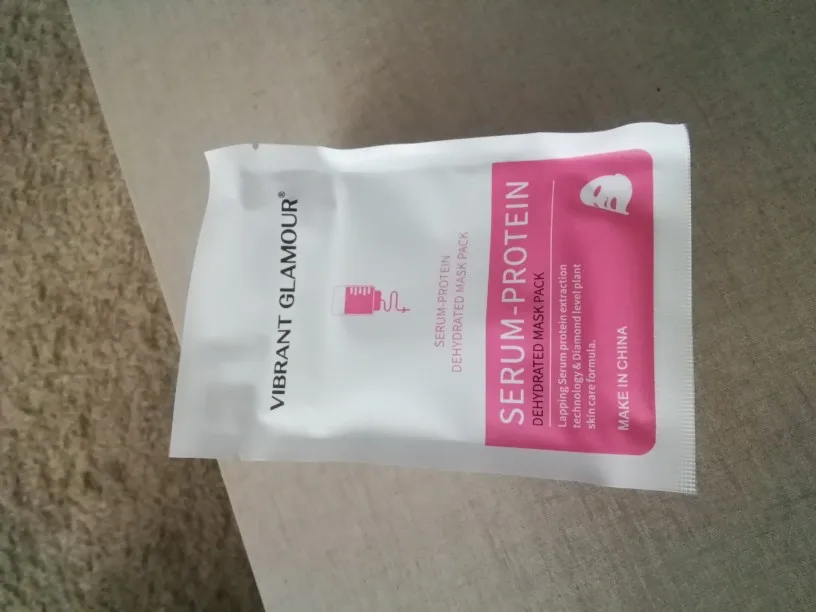 VIBRANT GLAMOUR®
SERUM-PROTEIN
DEHYDRATED MASK PACK
SERUM-PROTEIN
DEHYDRATED MASK PACK
Lapping Serum protein extraction
technology & Diamond level plant
skin care formula.
MAKE IN CHINA